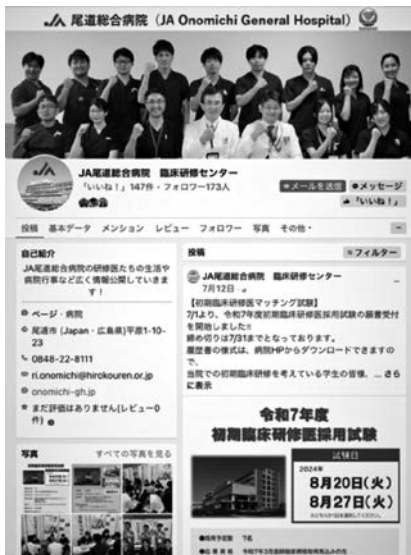 JA 尾道総合病院 (JA Onomichi General Hospital)
JA尾道総合病院 臨床研修センター
「いいね！」147件・フォロワー173人
メールを送信
メッセージ
「いいね！」
投稿 基本データ メンション レビュー フォロワー 写真 その他
自己紹介
JA尾道総合病院の研修医たちの生活や
病院行事など広く情報公開していきま
す！
ページ・病院
尾道市 (Japan・広島県)平原1-10-
23
0848-22-8111
ri.onomichi@hirokouren.or.jp
onomichi-gh.jp
まだ評価はありません(レビュー0
件)
写真 すべての写真を見る
投稿 フィルター
JA尾道総合病院 臨床研修センター
7月12日
【初期臨床研修医マッチング試験】
7/1より、令和7年度初期臨床研修医採用試験の願書受付
を開始しました!!
締め切りは7/31までとなっております。
履歴書の様式は、病院HPからダウンロードできますの
で、
当院での初期臨床研修を考えている学生の皆様、... さら
に表示
令和7年度
初期臨床研修医採用試験
試験日
2024年
8月20日(火)
8月27日(火)
●採用予定数 7名
●応募資格